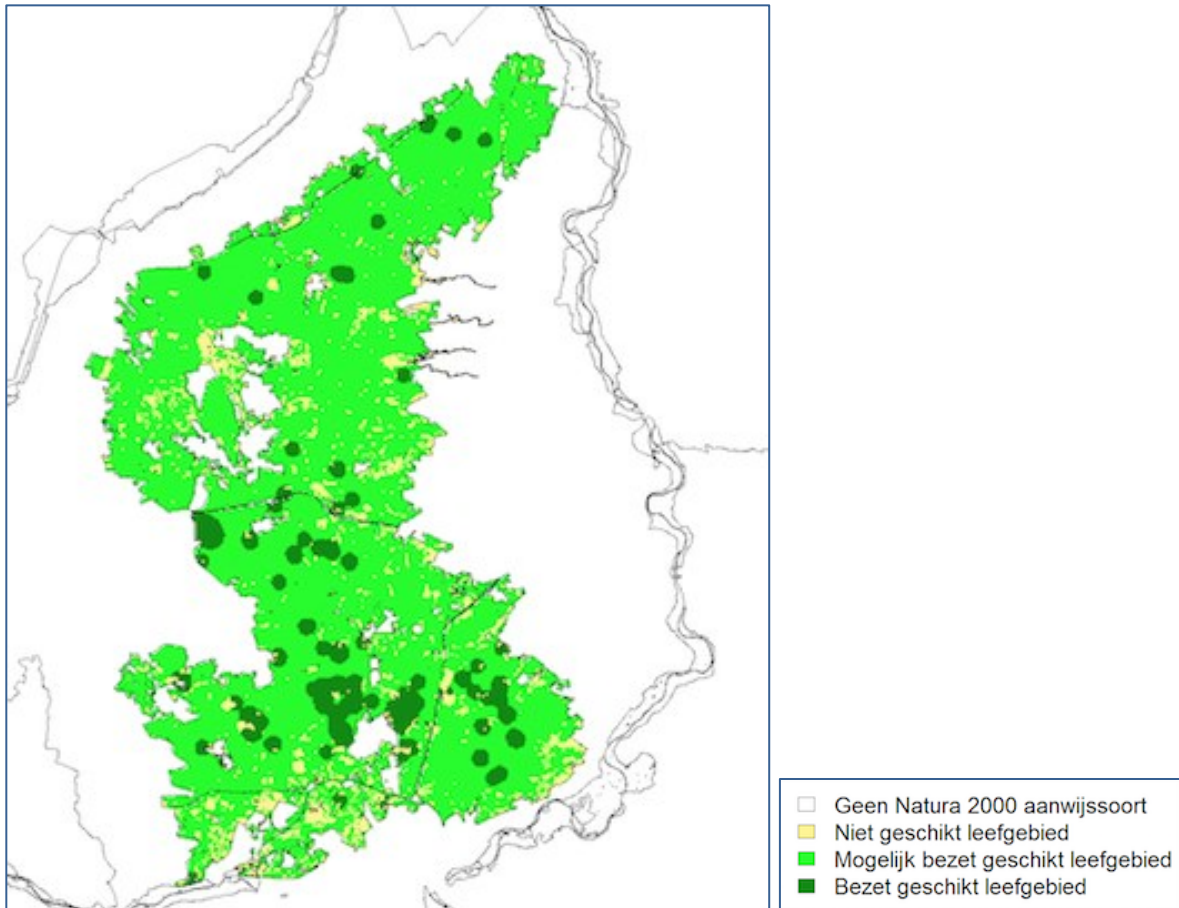 Geen Natura 2000 aanwijssoort
Niet geschikt leefgebied
Mogelijk bezet geschikt leefgebied
Bezet geschikt leefgebied